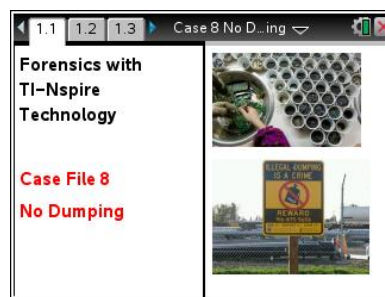 1.1 1.2 1.3 Case 8 No D...ing
Forensics with
TI-Nspire
Technology
Case File 8
No Dumping
ILLEGAL DUMPING
IS A CRIME
REWARD